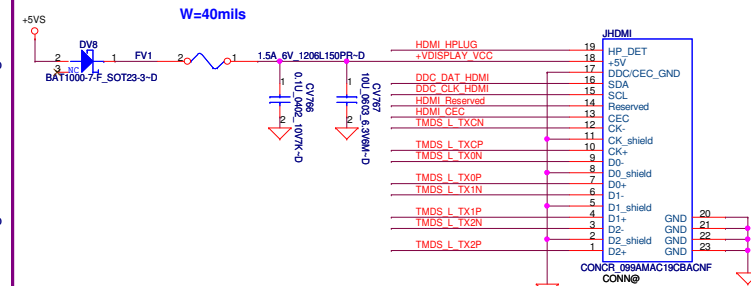 W=40mils
+5VS
DV8
2
1
3
NC
BAT1000-7-F_SOT23-3~D
FV1
2
1
1.5A_6V_1206L150PR~D
1
2
CV766
0.1U_0402_10V7K~D
1
2
CV767
10U_0603_6.3V6M~D
JHDMI
HDMI_HPLUG 19 HP_DET
+VDISPLAY_VCC 18 +5V
17 DDC/CEC_GND
DDC_DAT_HDMI 16 SDA
DDC_CLK_HDMI 15 SCL
HDMI_Reserved 14 Reserved
HDMI_CEC 13 CEC
TMDS_L_TXCN 12 CK-
11 CK_shield
TMDS_L_TXCP 10 CK+
TMDS_L_TX0N 9 D0-
8 D0_shield
TMDS_L_TX0P 7 D0+
TMDS_L_TX1N 6 D1-
5 D1_shield
TMDS_L_TX1P 4 D1+ GND 20
TMDS_L_TX2N 3 D2- GND 21
2 D2_shield GND 22
TMDS_L_TX2P 1 D2+ GND 23
CONCR_099AMAC19CBACNF
CONN@